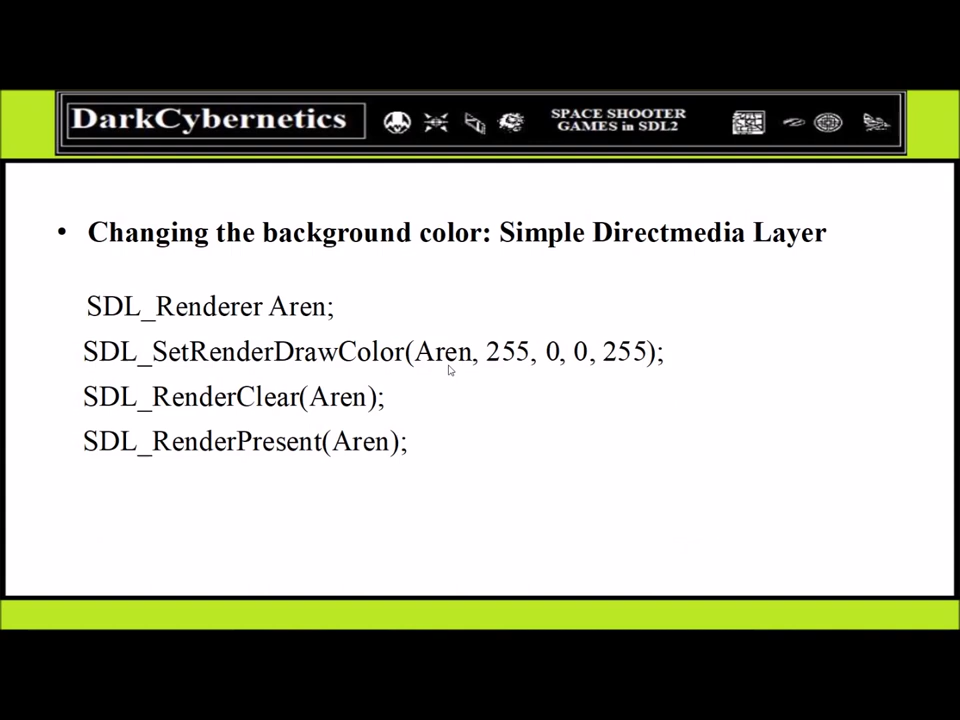 DarkCybernetics
SPACE SHOOTER
GAMES in SDL2
• Changing the background color: Simple Directmedia Layer
SDL_Renderer Aren;
SDL_SetRenderDrawColor(Aren, 255, 0, 0, 255);
SDL_RenderClear(Aren);
SDL_RenderPresent(Aren);